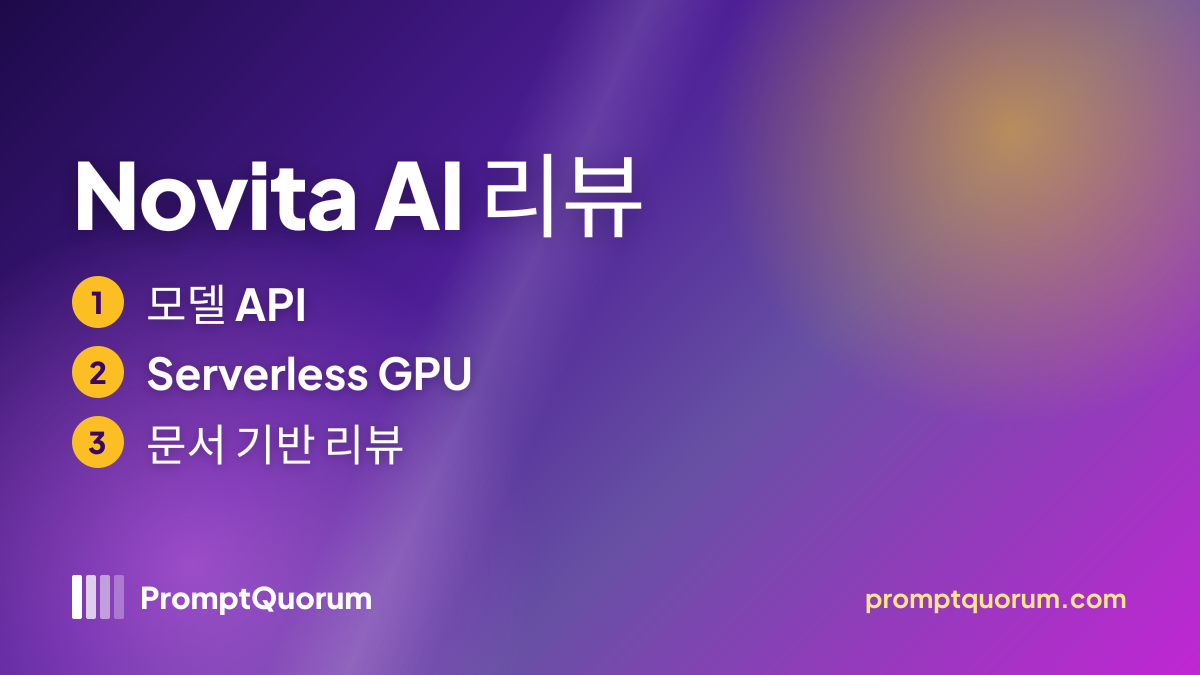 Novita AI 리뷰
1 모델 API
2 Serverless GPU
3 문서 기반 리뷰
PromptQuorum
promptquorum.com